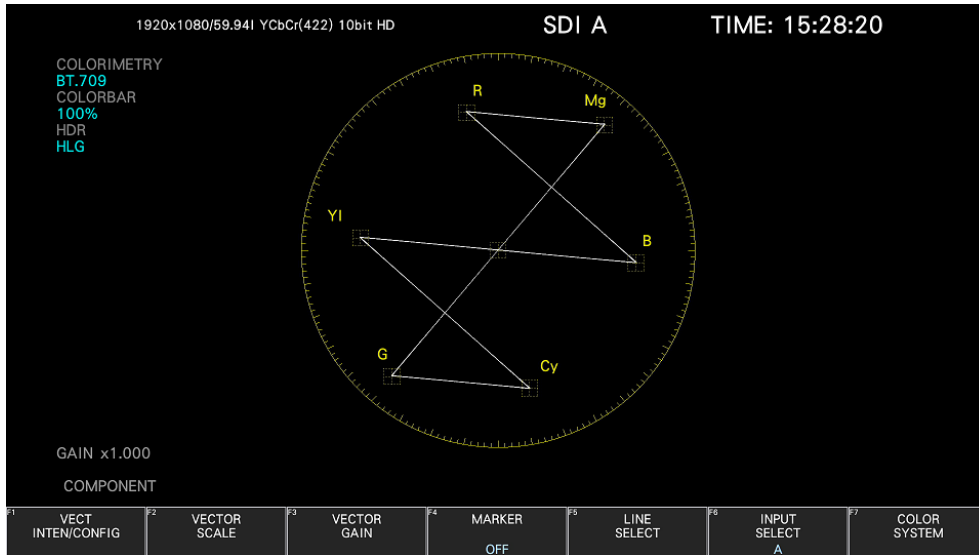 1920x1080/59.94I YCbCr(422) 10bit HD
SDI A
TIME: 15:28:20
COLORIMETRY
BT.709
COLORBAR
100%
HDR
HLG
R
Mg
Yl
B
G
Cy
GAIN x1.000
COMPONENT
F1 VECT
INTEN/CONFIG
F2 VECTOR
SCALE
F3 VECTOR
GAIN
F4 MARKER
OFF
F5 LINE
SELECT
F6 INPUT
SELECT
A
F7 COLOR
SYSTEM